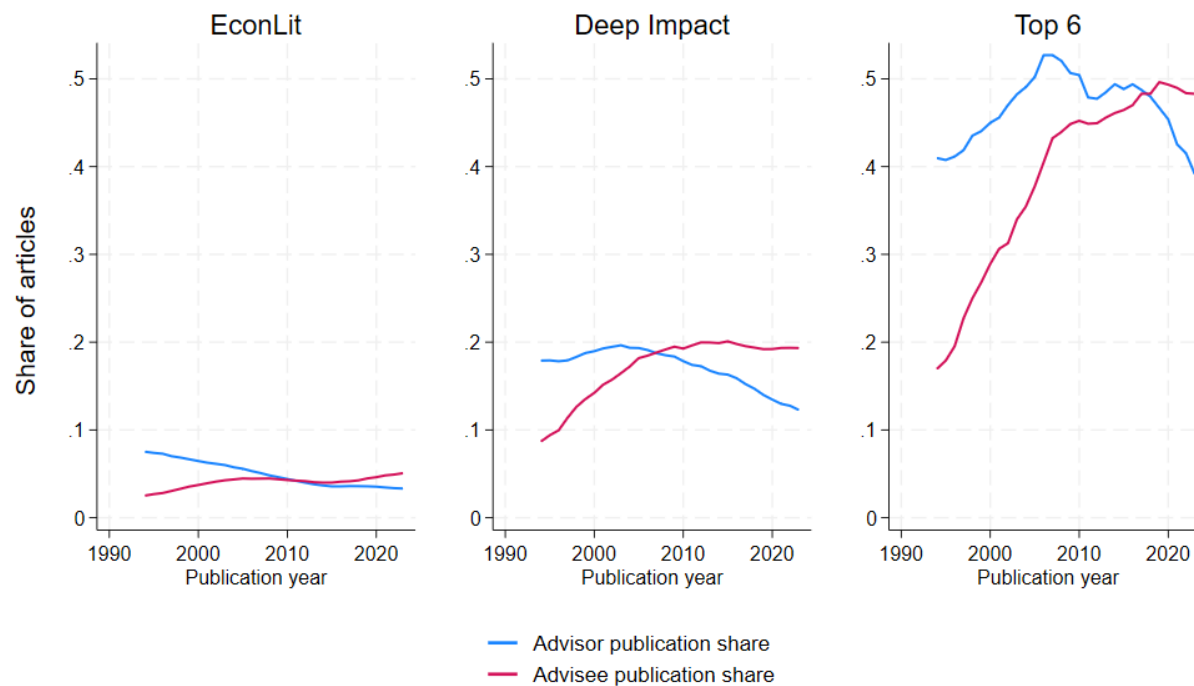 EconLit
Deep Impact
Top 6
Share of articles
.5
.4
.3
.2
.1
0
1990 2000 2010 2020
Publication year
.5
.4
.3
.2
.1
0
1990 2000 2010 2020
Publication year
.5
.4
.3
.2
.1
0
1990 2000 2010 2020
Publication year
Advisor publication share
Advisee publication share